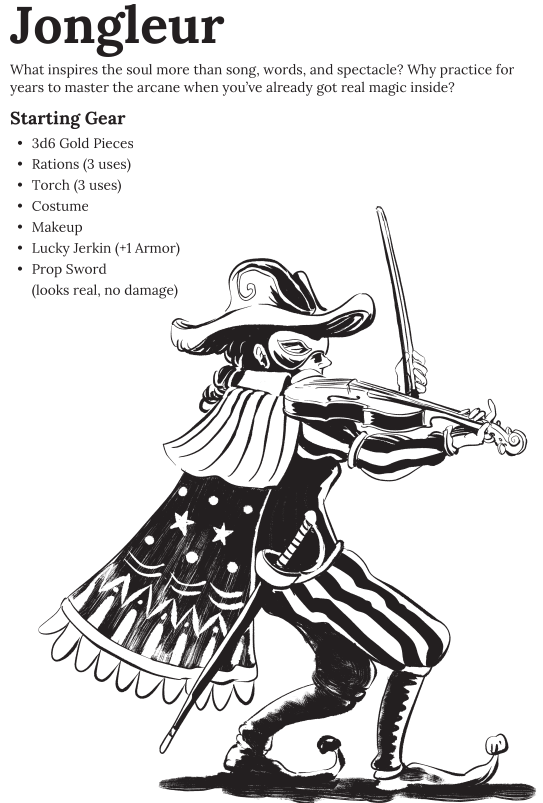 Jongleur
What inspires the soul more than song, words, and spectacle? Why practice for
years to master the arcane when you’ve already got real magic inside?
Starting Gear
• 3d6 Gold Pieces
• Rations (3 uses)
• Torch (3 uses)
• Costume
• Makeup
• Lucky Jerkin (+1 Armor)
• Prop Sword
(looks real, no damage)